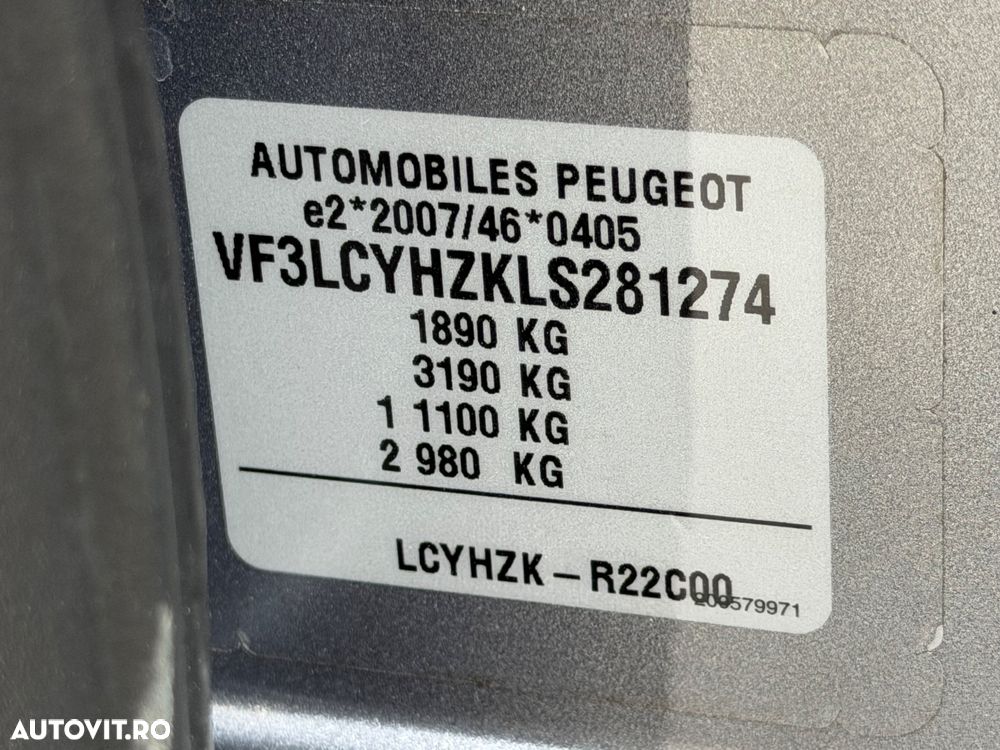 AUTOMOBILES PEUGEOT
e2*2007/46*0405
VF3LCYHZKLS281274
1890 KG
3190 KG
1 1100 KG
2 980 KG
LCYHZK – R22C00
200579971
AUTOVIT.RO